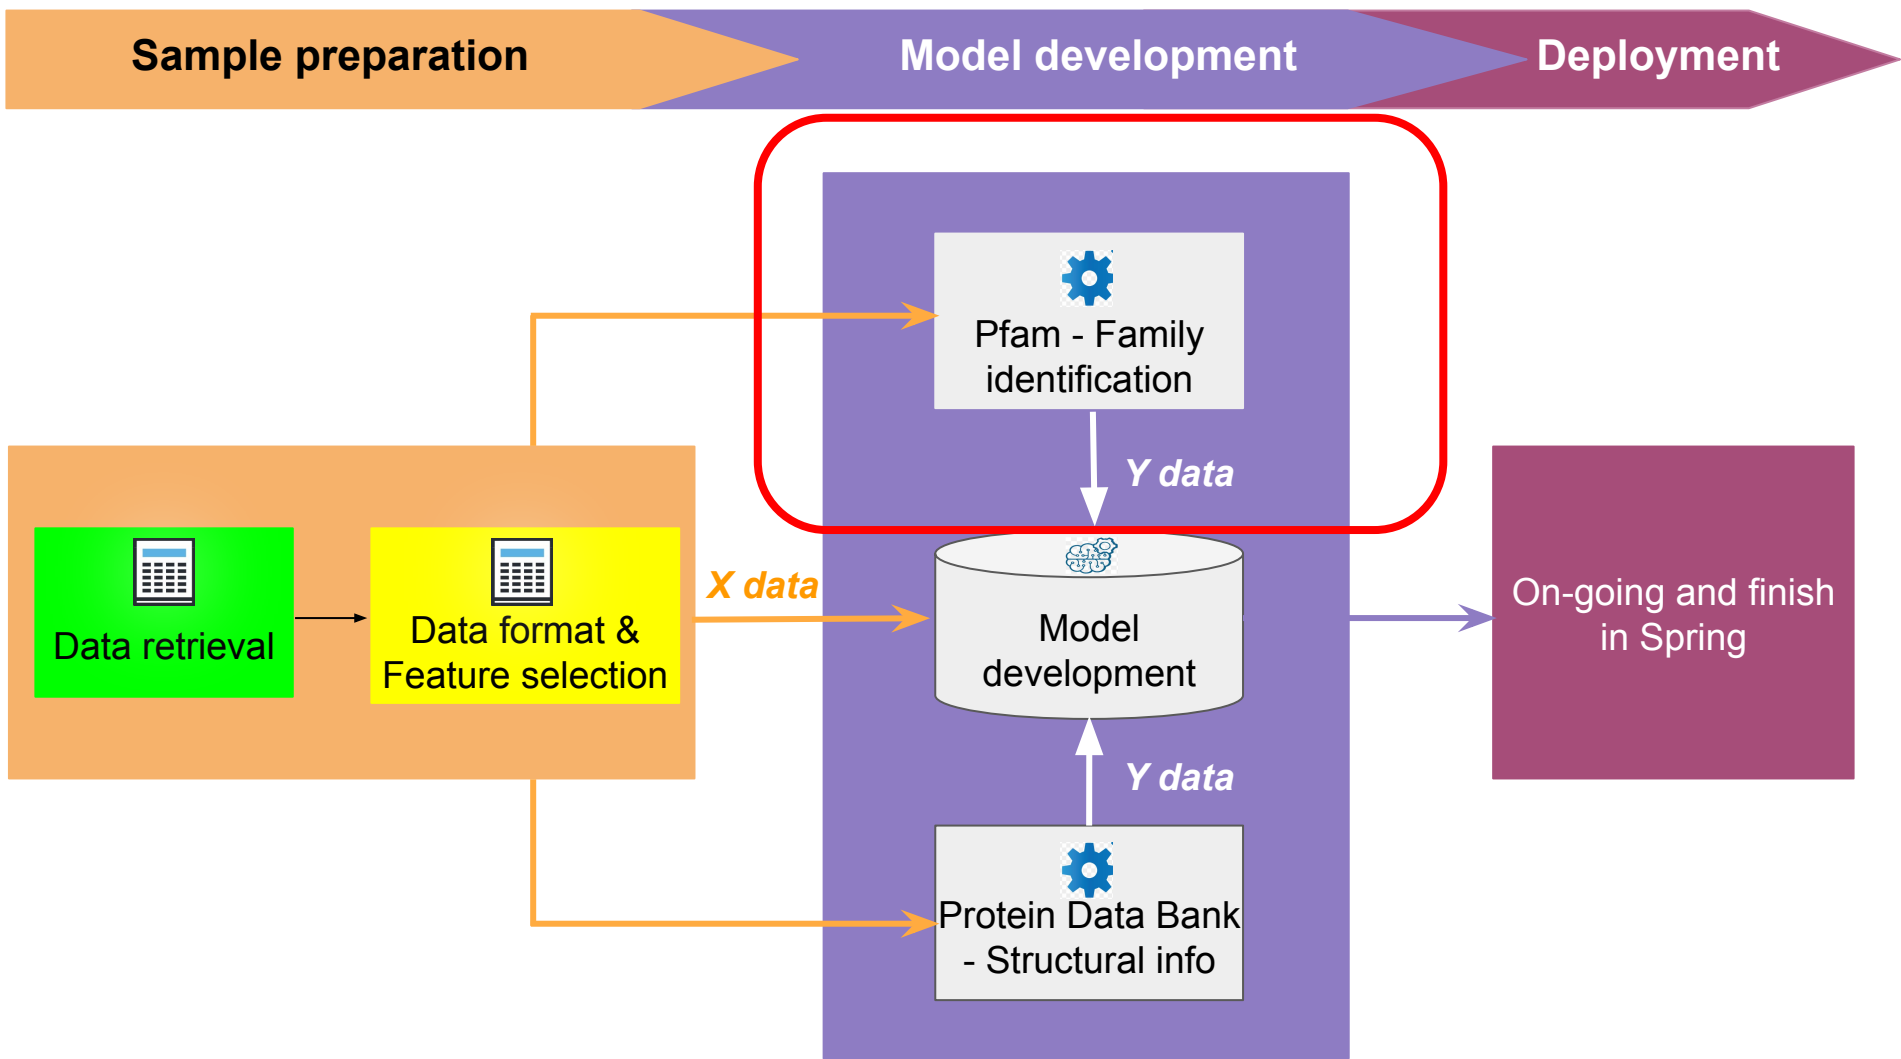 Sample preparation
Model development
Deployment
Pfam - Family
identification
Y data
Data retrieval
Data format &
Feature selection
X data
Model
development
On-going and finish
in Spring
Y data
Protein Data Bank
- Structural info